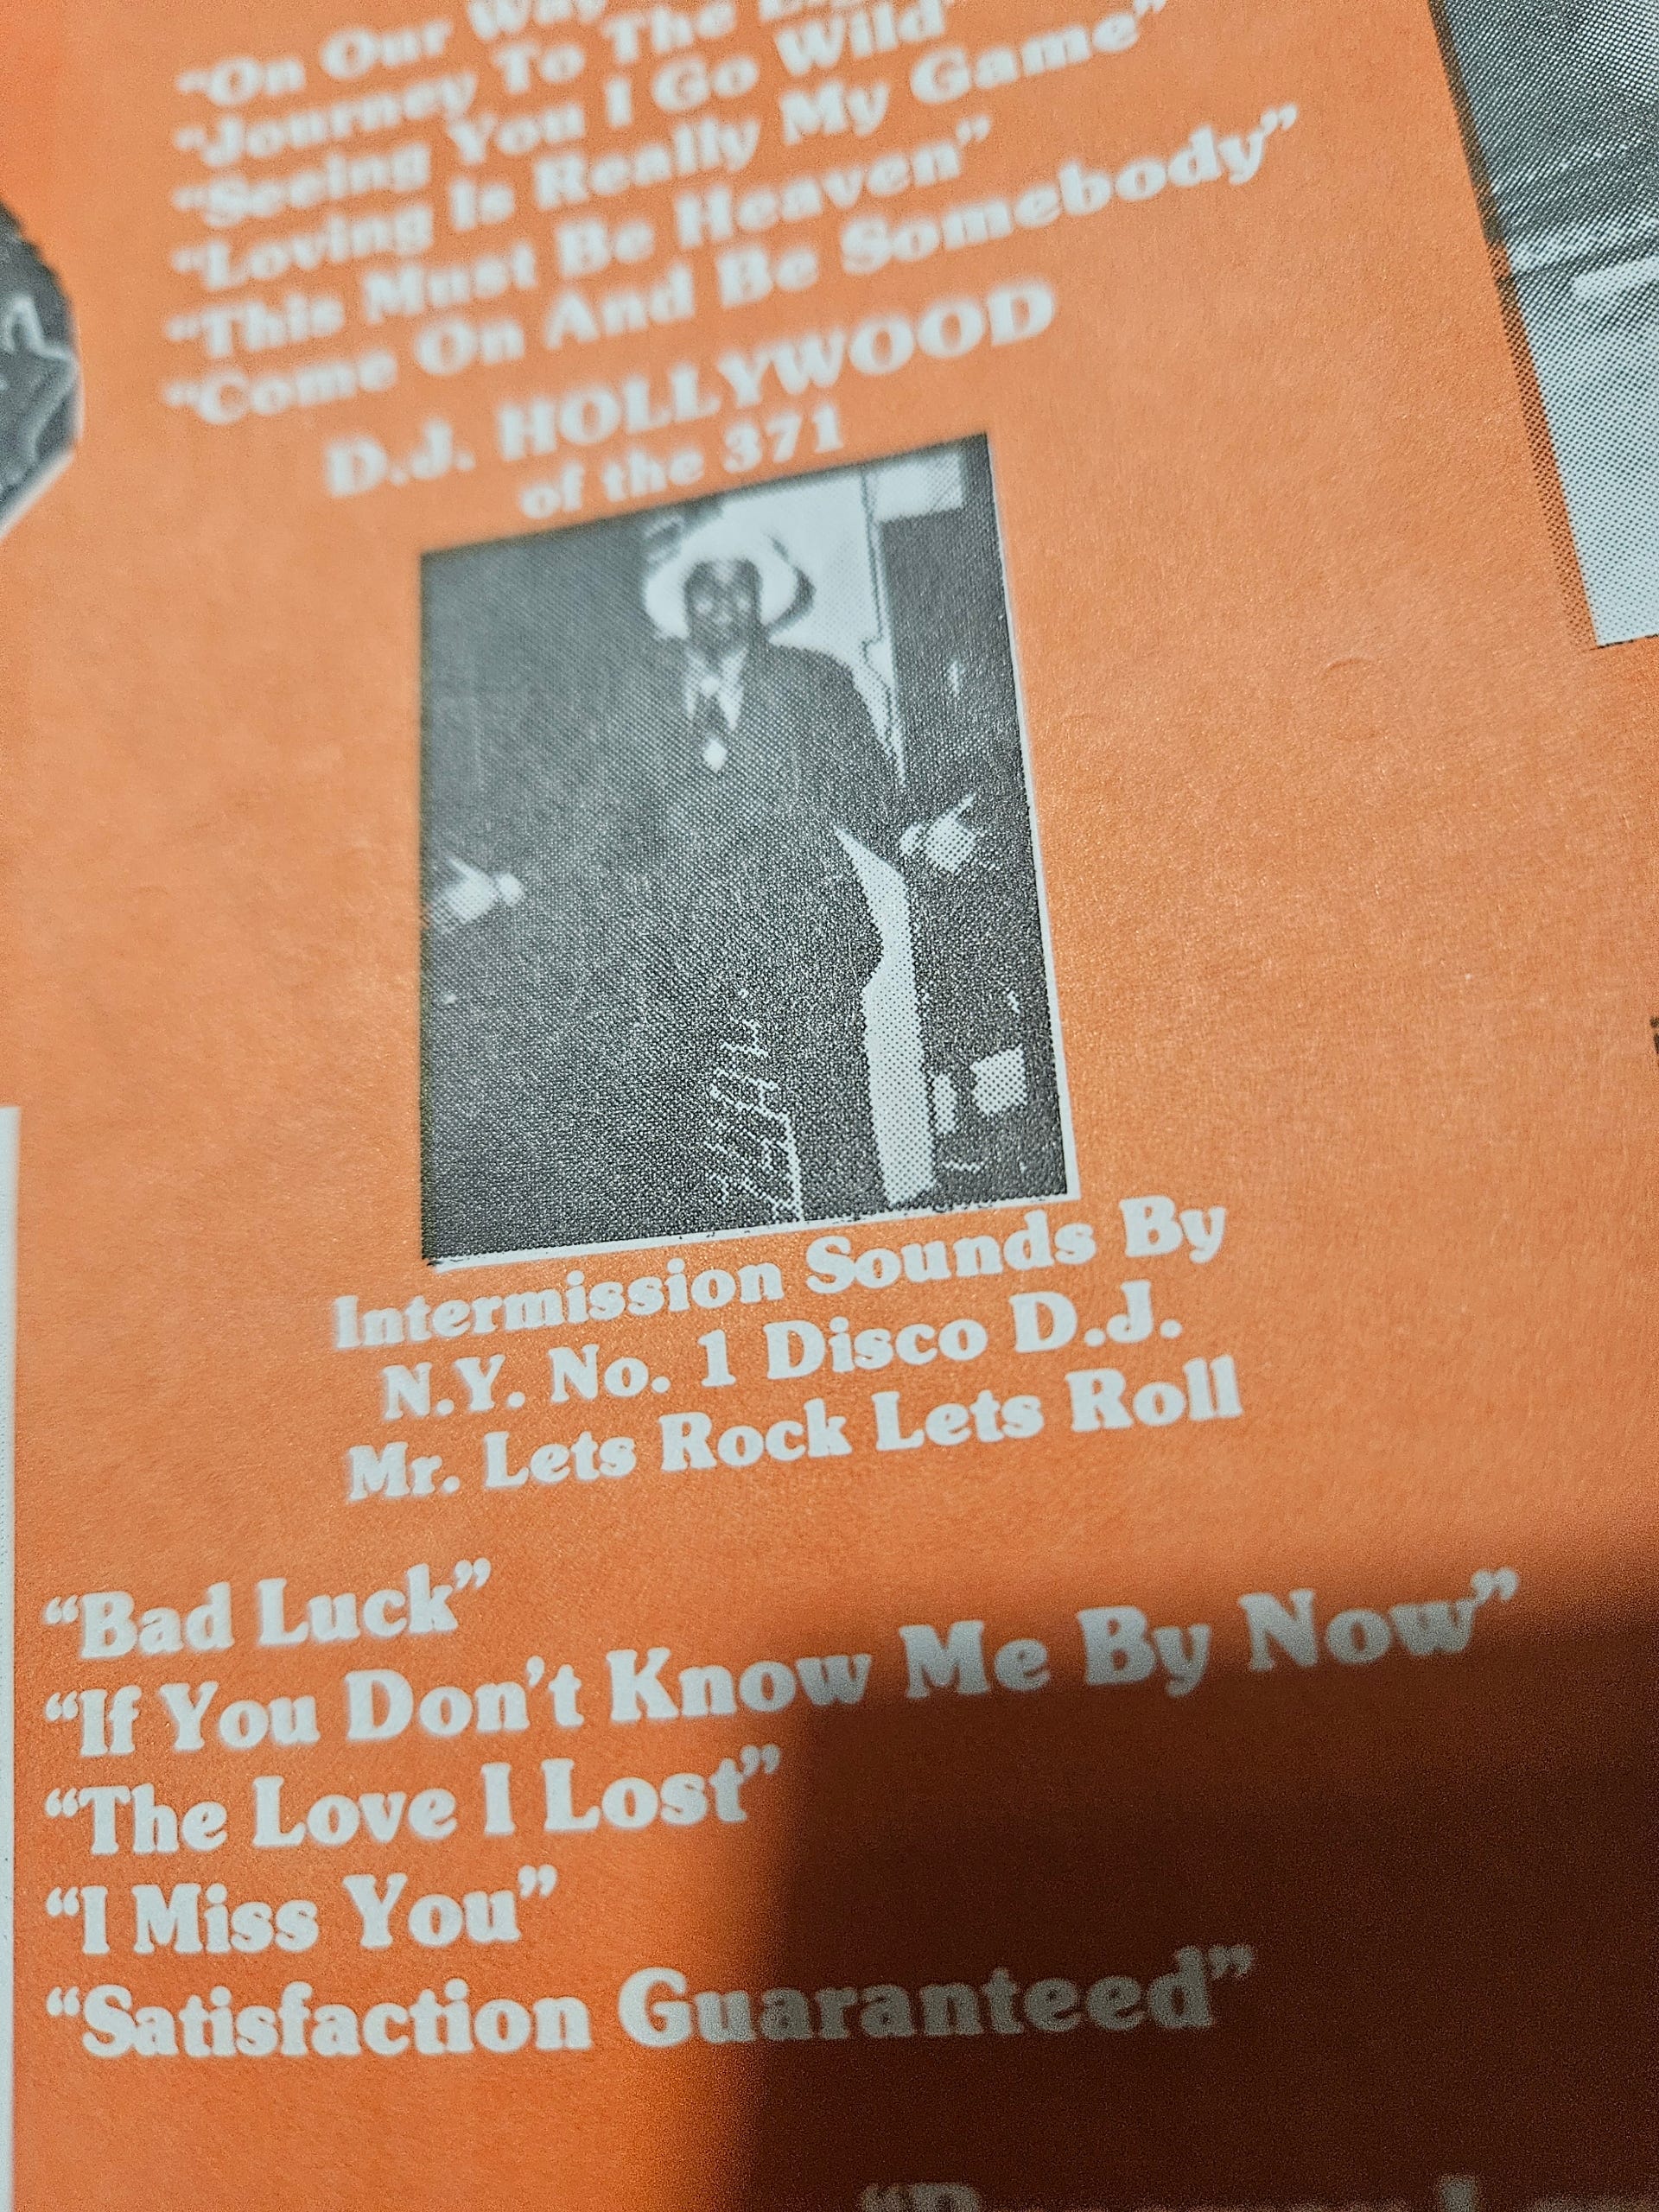 "On Our Way
"Journey To The
"Seeing You I Go Wild"
"Loving Is Really My Game"
"This Must Be Heaven"
"Come On And Be Somebody"
D.J. HOLLYWOOD
of the 371
Intermission Sounds By
N.Y. No. 1 Disco D.J.
Mr. Lets Rock Lets Roll
"Bad Luck"
"If You Don't Know Me By Now"
"The Love I Lost"
"I Miss You"
"Satisfaction Guaranteed"